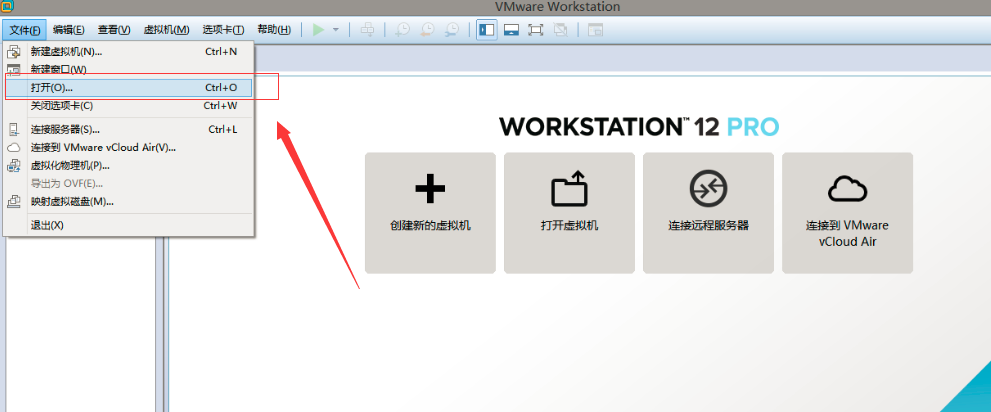 VMware Workstation
文件(F) 编辑(E) 查看(V) 虚拟机(M) 选项卡(T) 帮助(H)
新建虚拟机(N)... Ctrl+N
新建窗口(W)
打开(O)... Ctrl+O
关闭选项卡(C) Ctrl+W
连接服务器(S)... Ctrl+L
连接到 VMware vCloud Air(V)...
虚拟化物理机(P)...
导出为 OVF(E)...
映射虚拟磁盘(M)...
退出(X)
WORKSTATION™ 12 PRO
创建新的虚拟机
打开虚拟机
连接远程服务器
连接到 VMware
vCloud Air